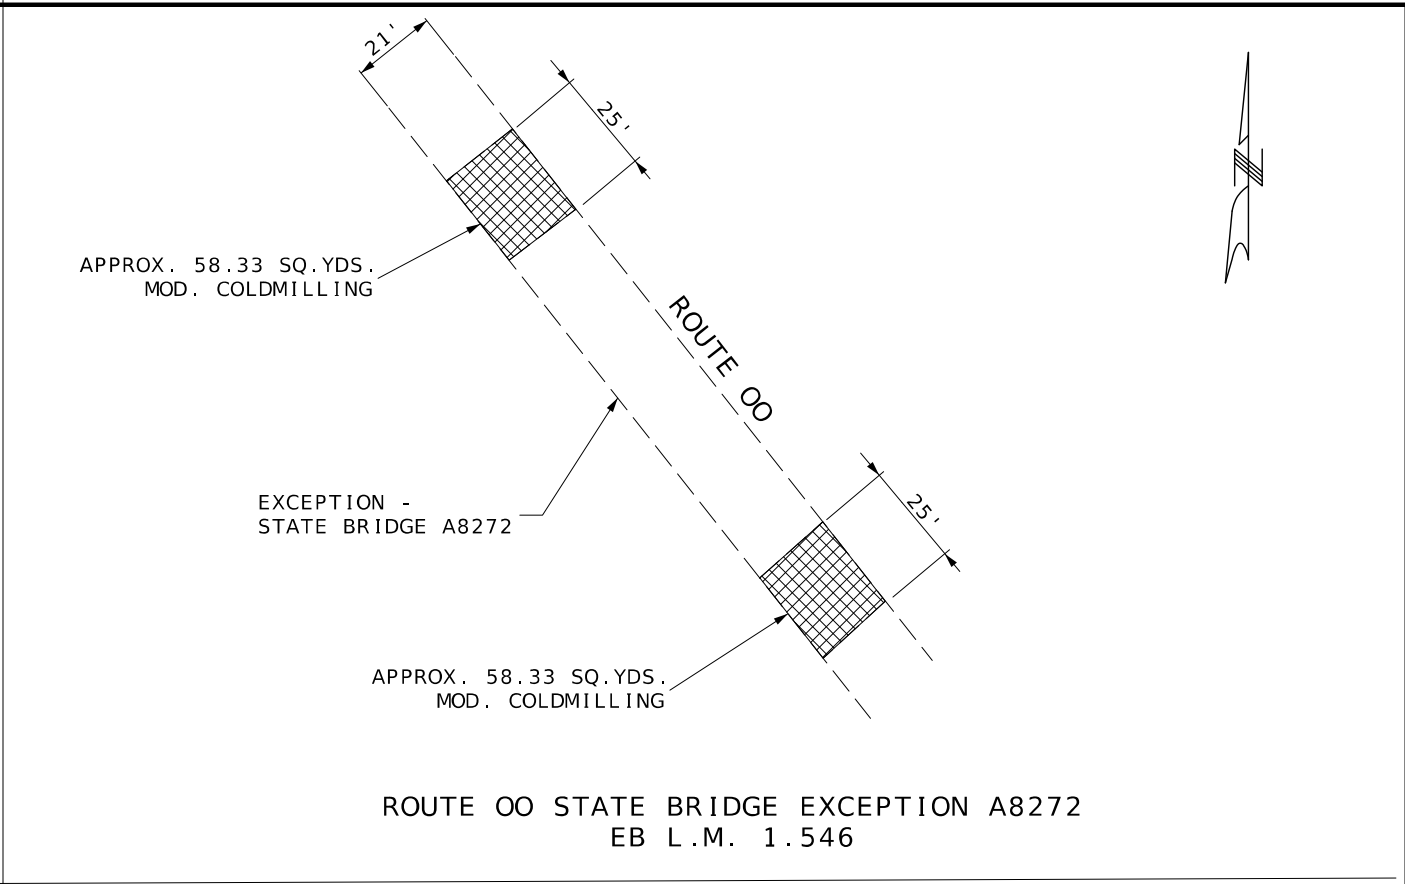 21'
25'
APPROX. 58.33 SQ.YDS.
MOD. COLDMILLING
ROUTE OO
EXCEPTION -
STATE BRIDGE A8272
25'
APPROX. 58.33 SQ.YDS.
MOD. COLDMILLING
ROUTE OO STATE BRIDGE EXCEPTION A8272
EB L.M. 1.546
N